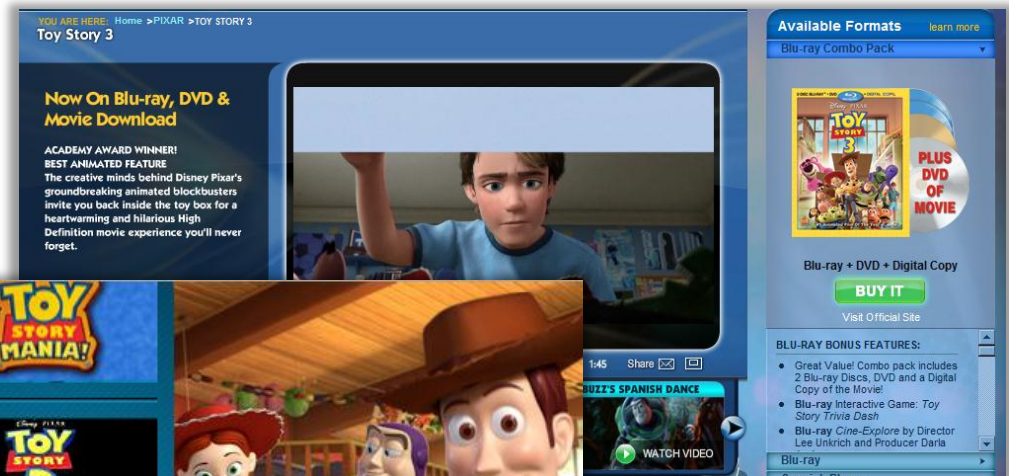 YOU ARE HERE: Home >PIXAR >TOY STORY 3
Toy Story 3
Now On Blu-ray, DVD &
Movie Download
ACADEMY AWARD WINNER!
BEST ANIMATED FEATURE
The creative minds behind Disney Pixar's
groundbreaking animated blockbusters
invite you back inside the toy box for a
heartwarming and hilarious High
Definition movie experience you'll never
forget.
1:45 Share
BUZZ'S SPANISH DANCE
WATCH VIDEO
TOY
STORY
MANIA!
Disney PIXAR
TOY
STORY
Available Formats learn more
Blu-ray Combo Pack
Disney PIXAR
TOY
STORY
3
PLUS
DVD
OF
MOVIE
Blu-ray + DVD + Digital Copy
BUY IT
Visit Official Site
BLU-RAY BONUS FEATURES:
Great Value! Combo pack includes
2 Blu-ray Discs, DVD and a Digital
Copy of the Movie!
Blu-ray Interactive Game: Toy
Story Trivia Dash
Blu-ray Cine-Explore by Director
Lee Unkrich and Producer Darla
Blu-ray